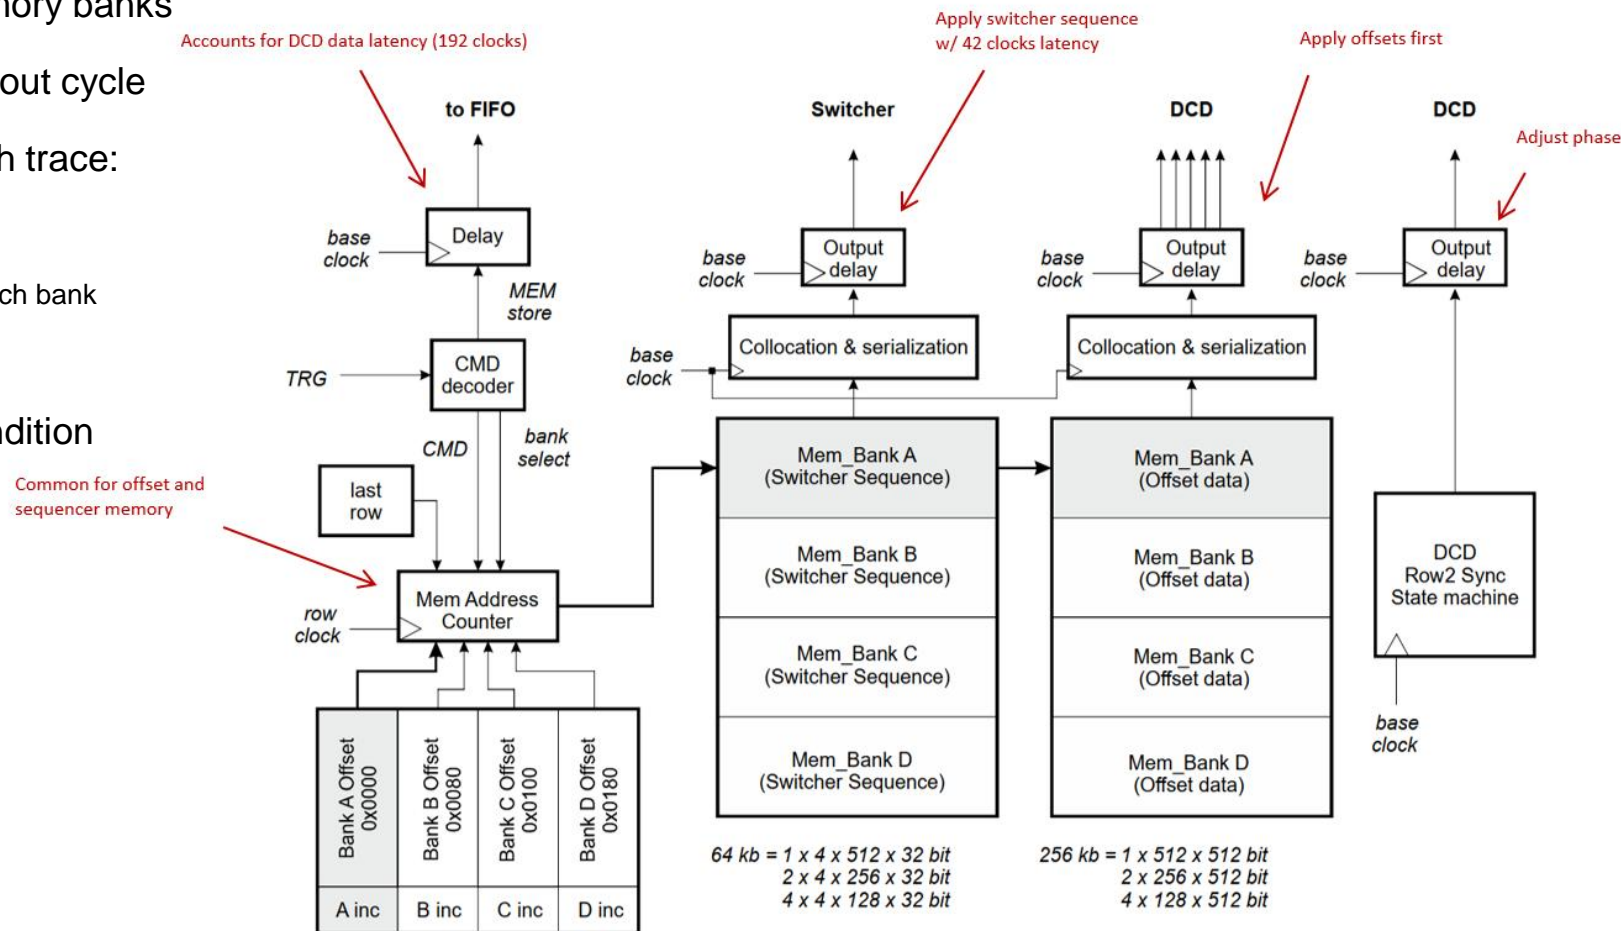 nory banks
out cycle
h trace:
ch bank
ndition
Accounts for DCD data latency (192 clocks)
Apply switcher sequence
w/ 42 clocks latency
Apply offsets first
Adjust phase
Common for offset and
sequencer memory
to FIFO
Switcher
DCD
DCD
base
clock
Delay
MEM
store
TRG
CMD
decoder
CMD
bank
select
last
row
row
clock
Mem Address
Counter
Bank A Offset
0x0000
Bank B Offset
0x0080
Bank C Offset
0x0100
Bank D Offset
0x0180
A inc
B inc
C inc
D inc
base
clock
Output
delay
base
clock
Collocation & serialization
Mem_Bank A
(Switcher Sequence)
Mem_Bank B
(Switcher Sequence)
Mem_Bank C
(Switcher Sequence)
Mem_Bank D
(Switcher Sequence)
64 kb = 1 x 4 x 512 x 32 bit
2 x 4 x 256 x 32 bit
4 x 4 x 128 x 32 bit
base
clock
Output
delay
Collocation & serialization
Mem_Bank A
(Offset data)
Mem_Bank B
(Offset data)
Mem_Bank C
(Offset data)
Mem_Bank D
(Offset data)
256 kb = 1 x 512 x 512 bit
2 x 256 x 512 bit
4 x 128 x 512 bit
base
clock
Output
delay
DCD
Row2 Sync
State machine
base
clock